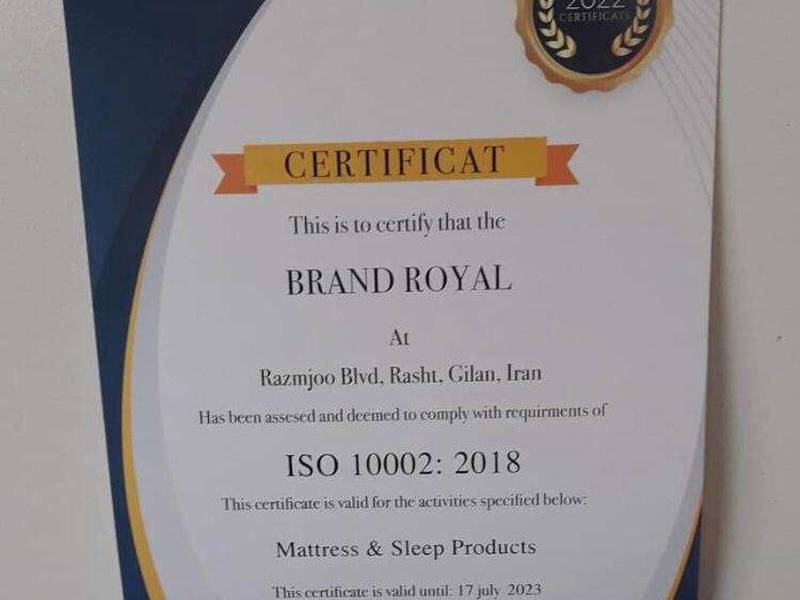 2022
CERTIFICATE
CERTIFICAT
This is to certify that the
BRAND ROYAL
At
Razmjoo Blvd, Rasht, Gilan, Iran
Has been assesed and deemed to comply with requirments of
ISO 10002: 2018
This certificate is valid for the activities specified below:
Mattress & Sleep Products
This certificate is valid until: 17 july 2023